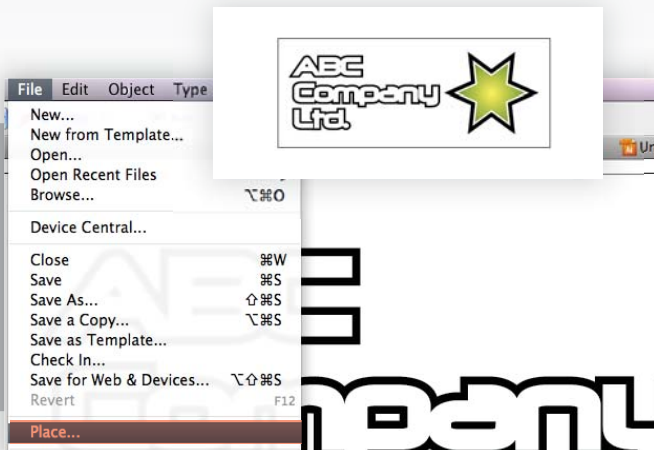 ABC
Company
Ltd.
File Edit Object Type
New...
New from Template...
Open...
Open Recent Files
Browse... ⌥⌘O
Device Central...
Close ⌘W
Save ⌘S
Save As... ⇧⌘S
Save a Copy... ⌥⌘S
Save as Template...
Check In...
Save for Web & Devices... ⌥⇧⌘S
Revert F12
Place...